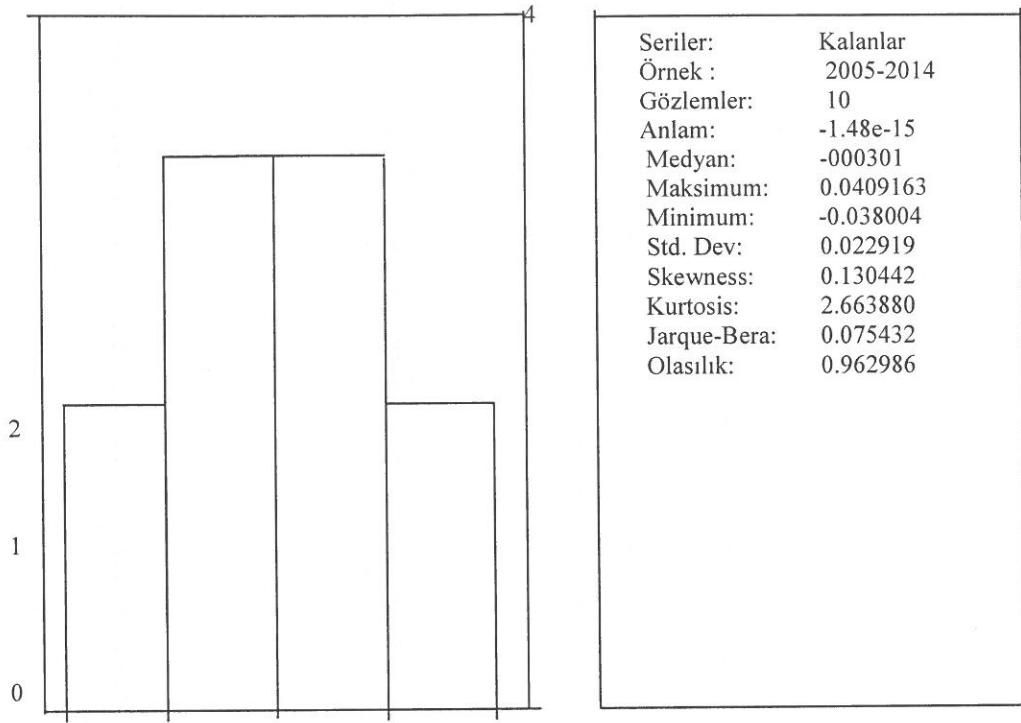 4
2
1
0
Seriler: Kalanlar
Örnek : 2005-2014
Gözlemler: 10
Anlam: -1.48e-15
Medyan: -000301
Maksimum: 0.0409163
Minimum: -0.038004
Std. Dev: 0.022919
Skewness: 0.130442
Kurtosis: 2.663880
Jarque-Bera: 0.075432
Olasılık: 0.962986